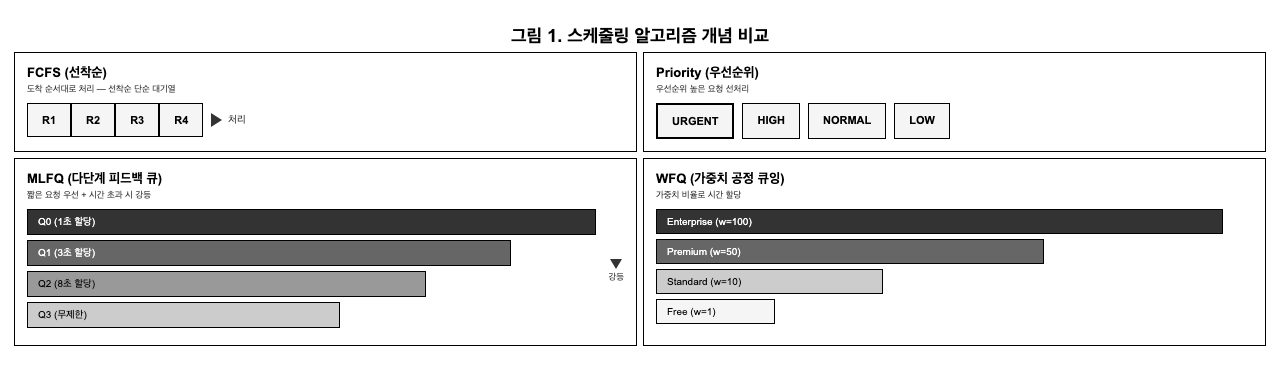 그림 1. 스케줄링 알고리즘 개념 비교
FCFS (선착순)
도착 순서대로 처리 — 선착순 단순 대기열
R1 R2 R3 R4 처리
Priority (우선순위)
우선순위 높은 요청 선처리
URGENT HIGH NORMAL LOW
MLFQ (다단계 피드백 큐)
짧은 요청 우선 + 시간 초과 시 강등
Q0 (1초 할당)
Q1 (3초 할당)
Q2 (8초 할당)
Q3 (무제한)
강등
WFQ (가중치 공정 큐잉)
가중치 비율로 시간 할당
Enterprise (w=100)
Premium (w=50)
Standard (w=10)
Free (w=1)